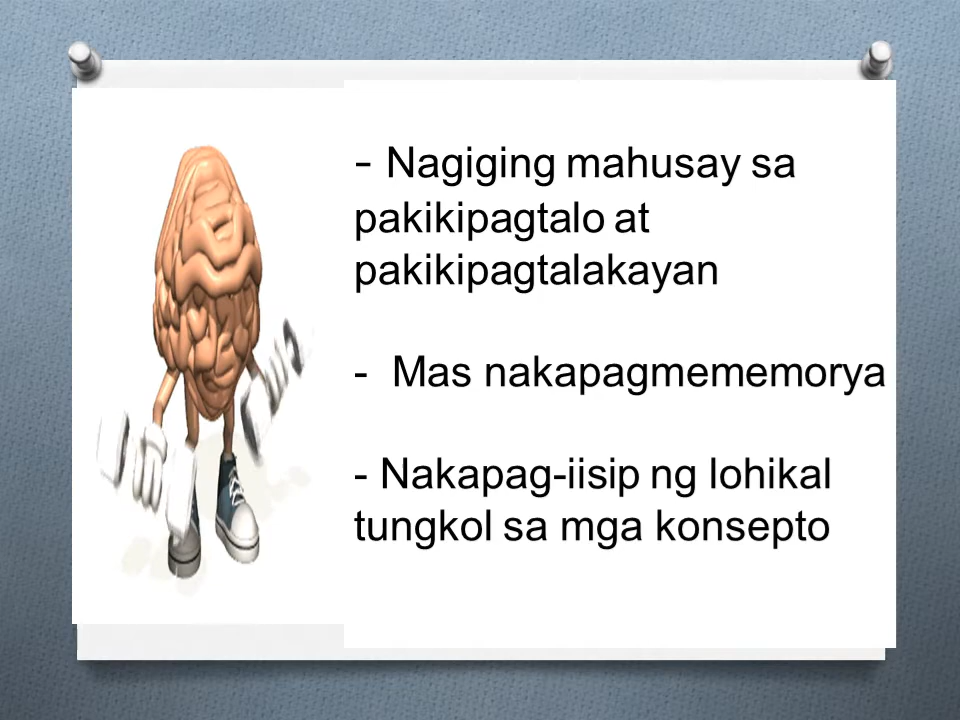 - Nagiging mahusay sa
pakikipagtalo at
pakikipagtalakayan
- Mas nakapagmememorya
- Nakapag-iisip ng lohikal
tungkol sa mga konsepto